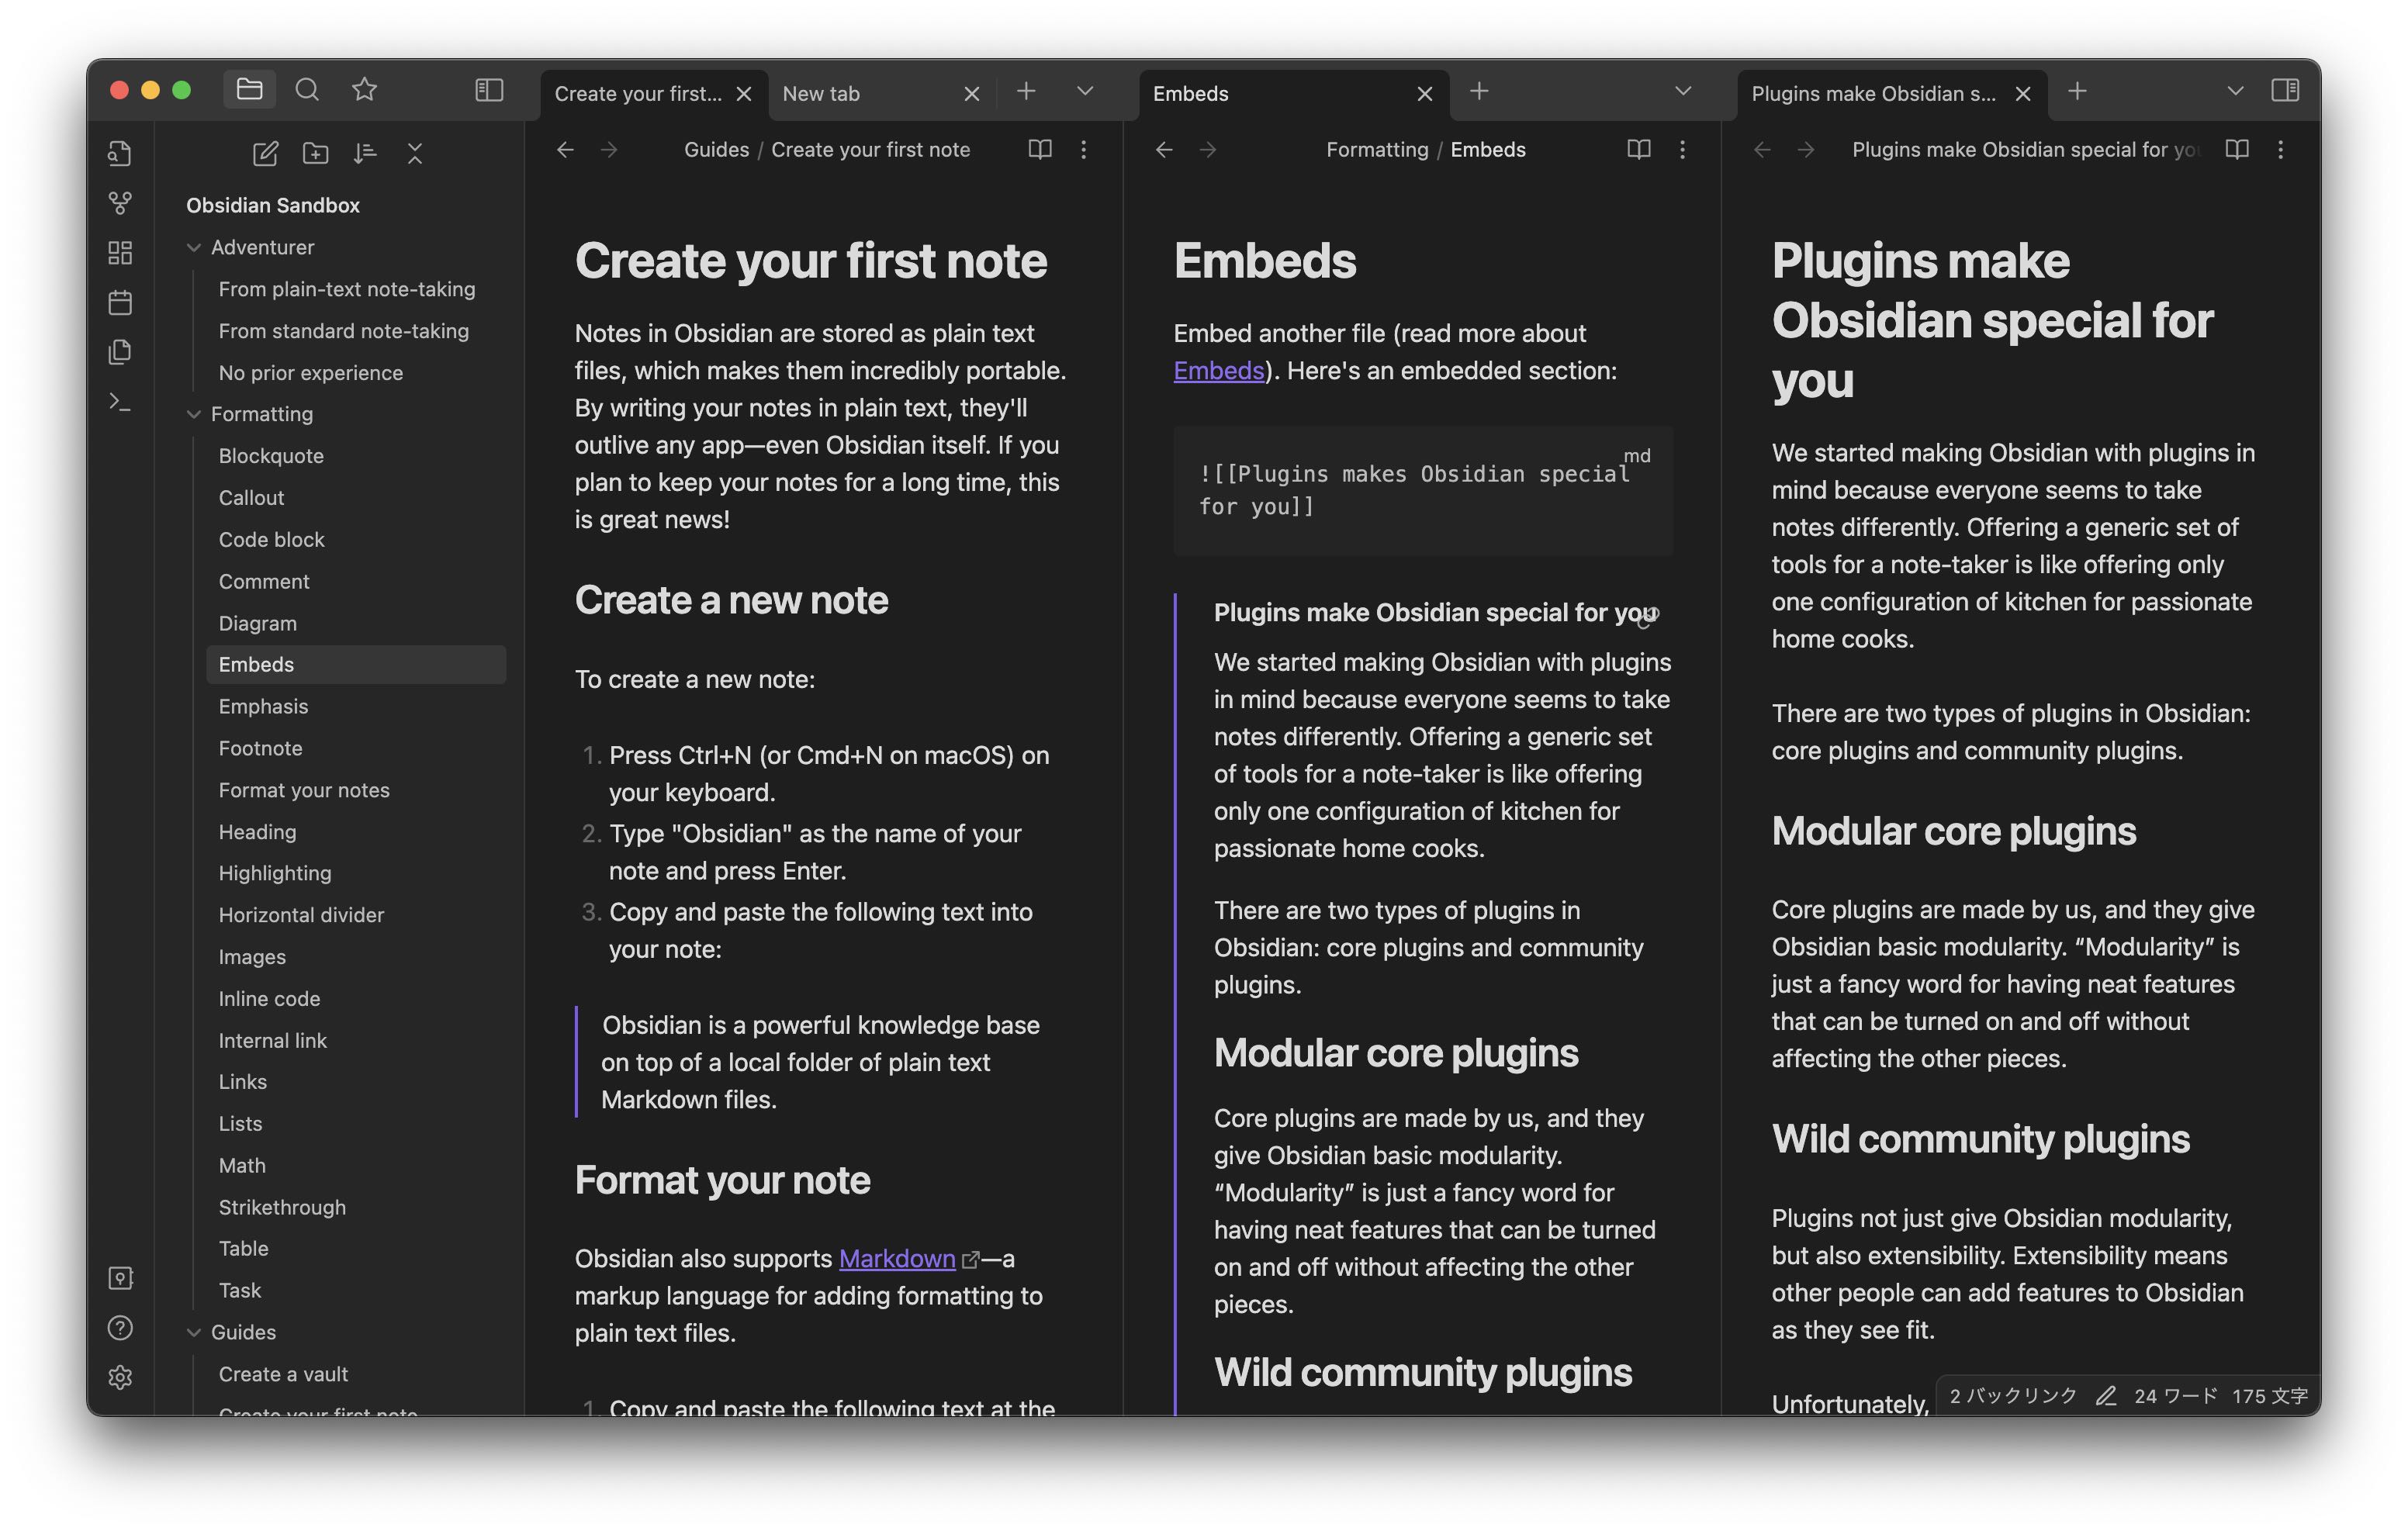 Create your first...
New tab
Embeds
Plugins make Obsidian s...
Obsidian Sandbox
Adventurer
From plain-text note-taking
From standard note-taking
No prior experience
Formatting
Blockquote
Callout
Code block
Comment
Diagram
Embeds
Emphasis
Footnote
Format your notes
Heading
Highlighting
Horizontal divider
Images
Inline code
Internal link
Links
Lists
Math
Strikethrough
Table
Task
Guides
Create a vault
Create your first note
Guides / Create your first note
Create your first note
Notes in Obsidian are stored as plain text
files, which makes them incredibly portable.
By writing your notes in plain text, they'll
outlive any app—even Obsidian itself. If you
plan to keep your notes for a long time, this
is great news!
Create a new note
To create a new note:
1. Press Ctrl+N (or Cmd+N on macOS) on
your keyboard.
2. Type "Obsidian" as the name of your
note and press Enter.
3. Copy and paste the following text into
your note:
Obsidian is a powerful knowledge base
on top of a local folder of plain text
Markdown files.
Format your note
Obsidian also supports Markdown—a
markup language for adding formatting to
plain text files.
1. Copy and paste the following text at the
Formatting / Embeds
Embeds
Embed another file (read more about
Embeds). Here's an embedded section:
md
![[Plugins makes Obsidian special
for you]]
Plugins make Obsidian special for you
We started making Obsidian with plugins
in mind because everyone seems to take
notes differently. Offering a generic set
of tools for a note-taker is like offering
only one configuration of kitchen for
passionate home cooks.
There are two types of plugins in
Obsidian: core plugins and community
plugins.
Modular core plugins
Core plugins are made by us, and they
give Obsidian basic modularity.
“Modularity” is just a fancy word for
having neat features that can be turned
on and off without affecting the other
pieces.
Wild community plugins
Plugins make Obsidian special for you
Plugins make
Obsidian special for
you
We started making Obsidian with plugins in
mind because everyone seems to take
notes differently. Offering a generic set of
tools for a note-taker is like offering only
one configuration of kitchen for passionate
home cooks.
There are two types of plugins in Obsidian:
core plugins and community plugins.
Modular core plugins
Core plugins are made by us, and they give
Obsidian basic modularity. “Modularity” is
just a fancy word for having neat features
that can be turned on and off without
affecting the other pieces.
Wild community plugins
Plugins not just give Obsidian modularity,
but also extensibility. Extensibility means
other people can add features to Obsidian
as they see fit.
Unfortunately,
2 バックリンク 24 ワード 175 文字